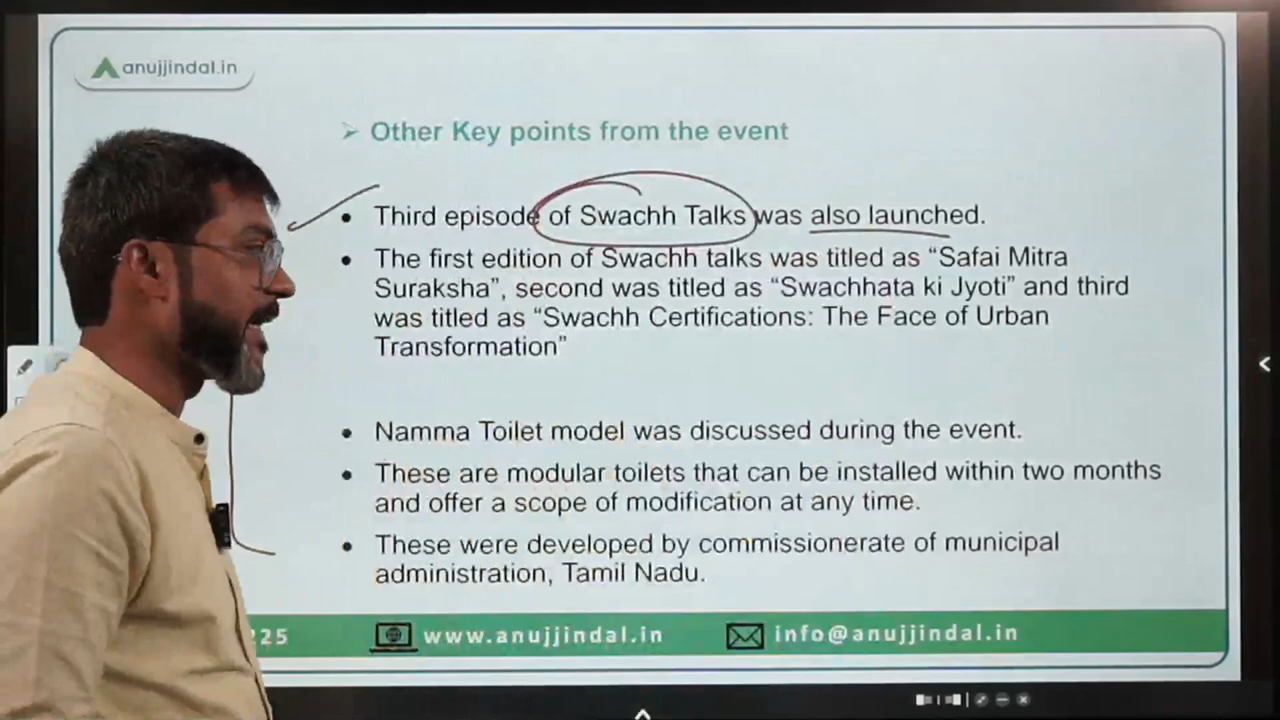 anujjindal.in
➢ Other Key points from the event
• Third episode of Swachh Talks was also launched.
• The first edition of Swachh talks was titled as “Safai Mitra
Suraksha”, second was titled as “Swachhata ki Jyoti” and third
was titled as “Swachh Certifications: The Face of Urban
Transformation”
• Namma Toilet model was discussed during the event.
• These are modular toilets that can be installed within two months
and offer a scope of modification at any time.
• These were developed by commissionerate of municipal
administration, Tamil Nadu.
225 www.anujjindal.in info@anujjindal.in